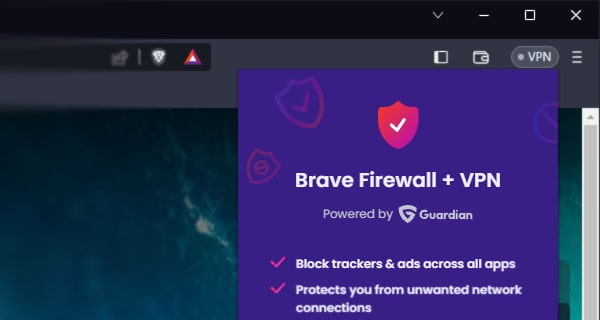 VPN
Brave Firewall + VPN
Powered by Guardian
Block trackers & ads across all apps
Protects you from unwanted network
connections